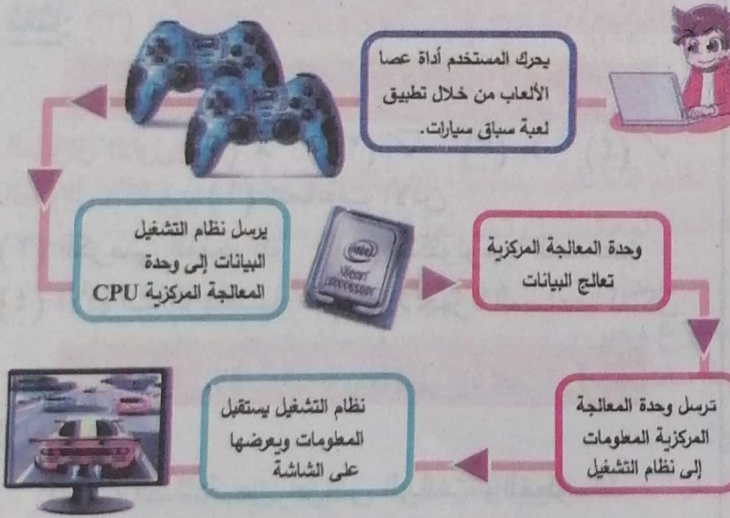 يحرك المستخدم أداة عصا
الألعاب من خلال تطبيق
لعبة سباق سيارات.
يرسل نظام التشغيل
البيانات إلى وحدة
المعالجة المركزية CPU
وحدة المعالجة المركزية
تعالج البيانات
ترسل وحدة المعالجة
المركزية المعلومات
إلى نظام التشغيل
نظام التشغيل يستقبل
المعلومات ويعرضها
على الشاشة